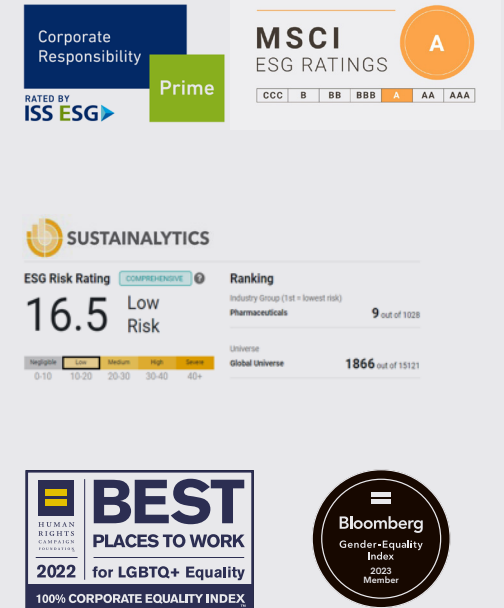 Corporate
Responsibility
Prime
RATED BY
ISS ESG
MSCI
ESG RATINGS
A
CCC B BB BBB A AA AAA
SUSTAINALYTICS
ESG Risk Rating COMPREHENSIVE ?
16.5 Low
Risk
Negligible Low Medium High Severe
0-10 10-20 20-30 30-40 40+
Ranking
Industry Group (1st = lowest risk)
Pharmaceuticals 9 out of 1028
Universe
Global Universe 1866 out of 15121
HUMAN
RIGHTS
CAMPAIGN
FOUNDATION
BEST
PLACES TO WORK
2022 for LGBTQ+ Equality
100% CORPORATE EQUALITY INDEX
Bloomberg
Gender-Equality
Index
2023
Member